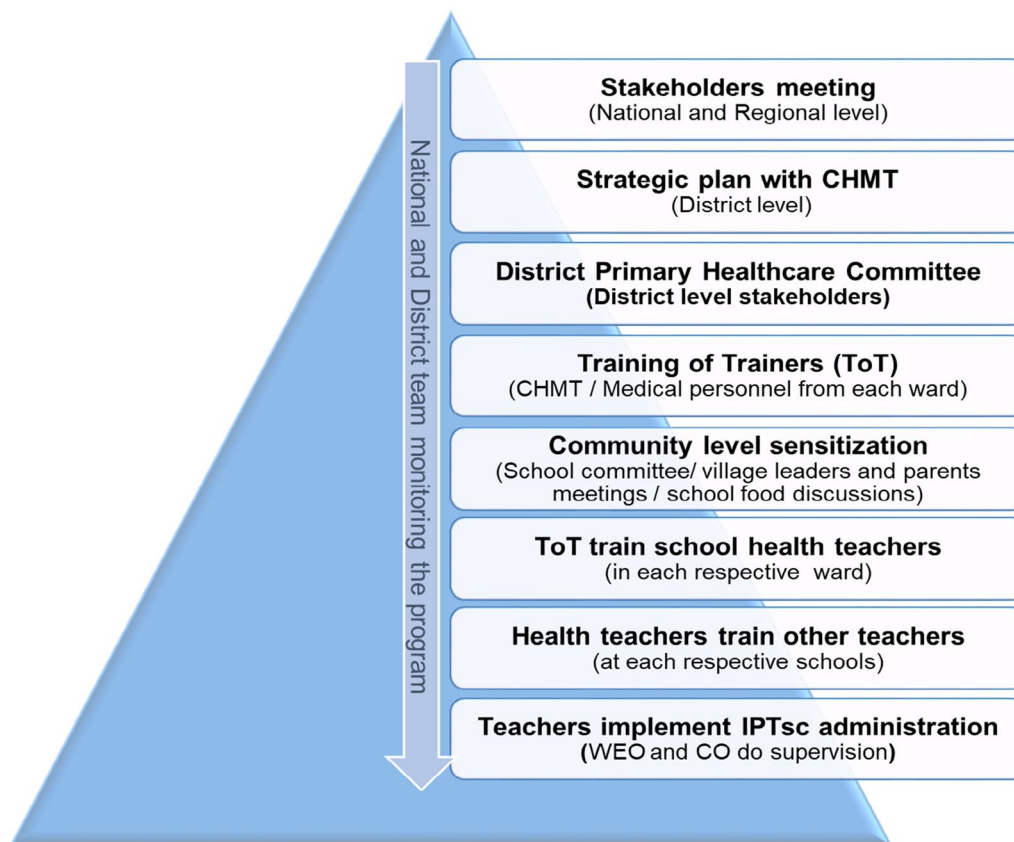 Stakeholders meeting
(National and Regional level)
Strategic plan with CHMT
(District level)
District Primary Healthcare Committee
(District level stakeholders)
Training of Trainers (ToT)
(CHMT / Medical personnel from each ward)
Community level sensitization
(School committee/ village leaders and parents
meetings / school food discussions)
ToT train school health teachers
(in each respective ward)
Health teachers train other teachers
(at each respective schools)
Teachers implement IPTsc administration
(WEO and CO do supervision)
National and District team monitoring the program